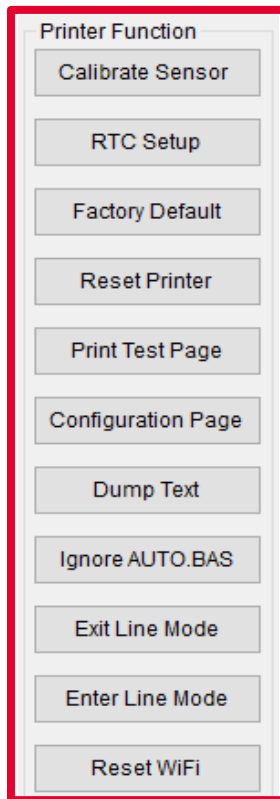 Printer Function
Calibrate Sensor
RTC Setup
Factory Default
Reset Printer
Print Test Page
Configuration Page
Dump Text
Ignore AUTO.BAS
Exit Line Mode
Enter Line Mode
Reset WiFi